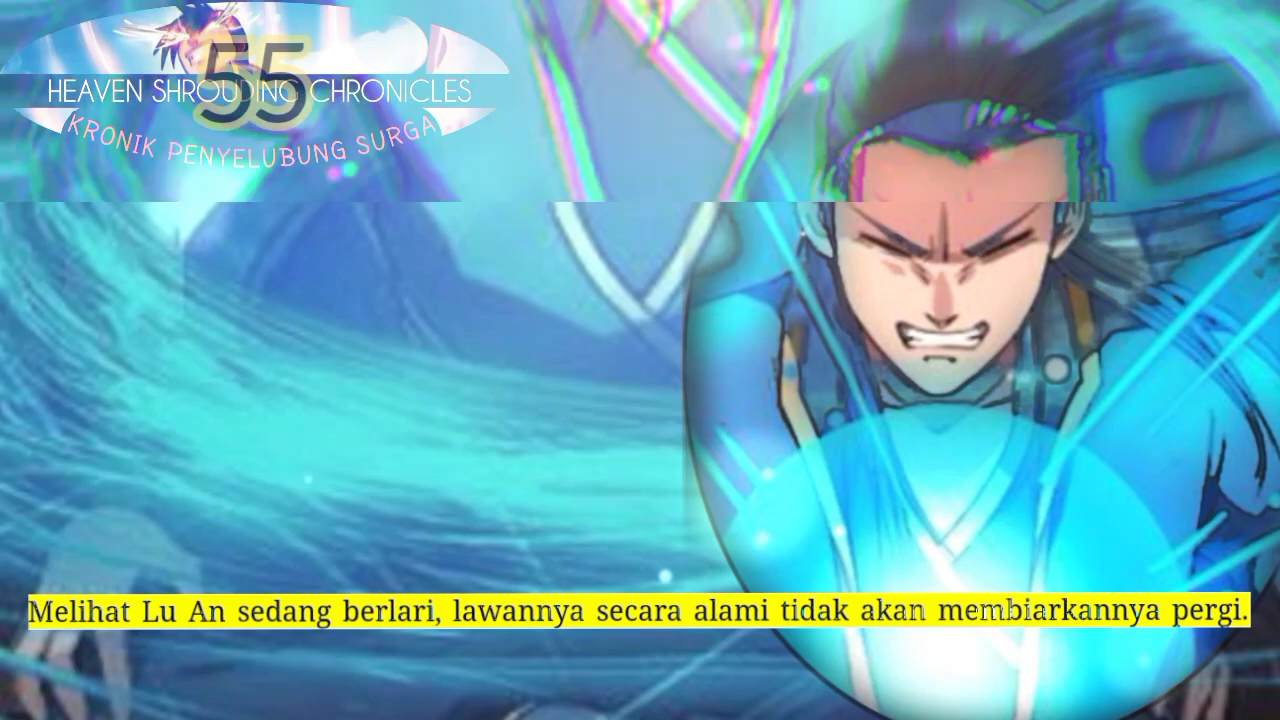 55
HEAVEN SHROUDING CHRONICLES
KRONIK PENYELUBUNG SURGA
Melihat Lu An sedang berlari, lawannya secara alami tidak akan membiarkannya pergi.